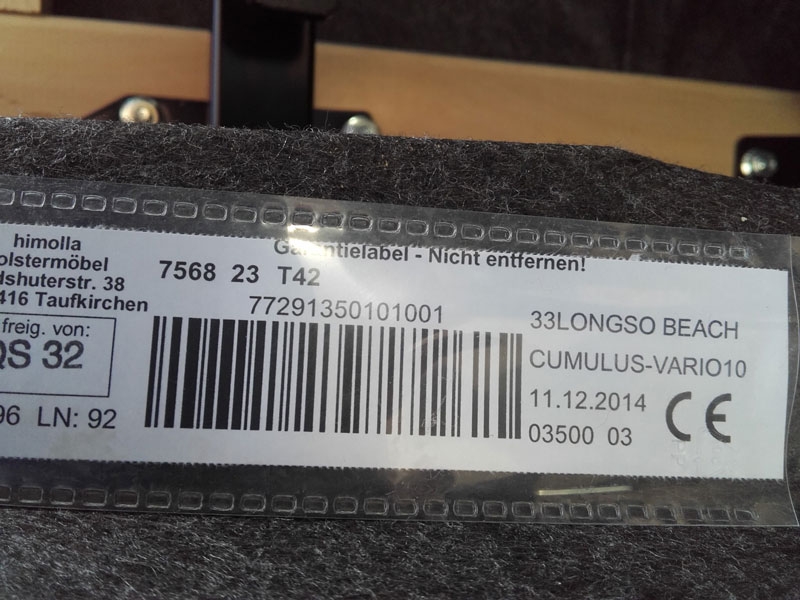 himolla
olstermöbel
dshuterstr. 38
416 Taufkirchen
freig. von:
QS 32
96 LN: 92
Garantielabel - Nicht entfernen!
7568 23 T42
77291350101001
33LONGSO BEACH
CUMULUS-VARIO10
11.12.2014
03500 03
CE